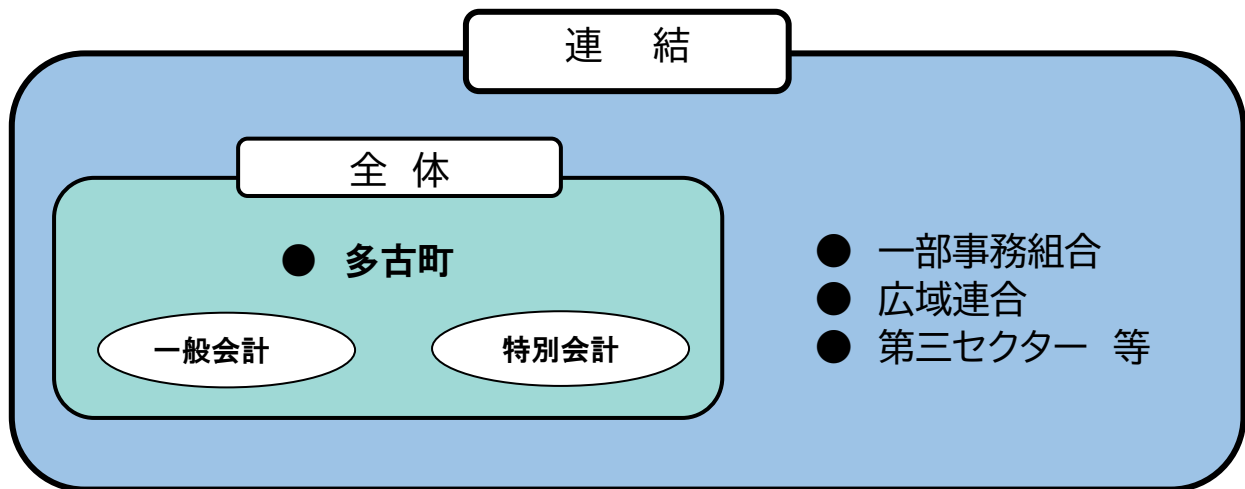 連 結
全 体
● 多古町
一般会計
特別会計
● 一部事務組合
● 広域連合
● 第三セクター 等